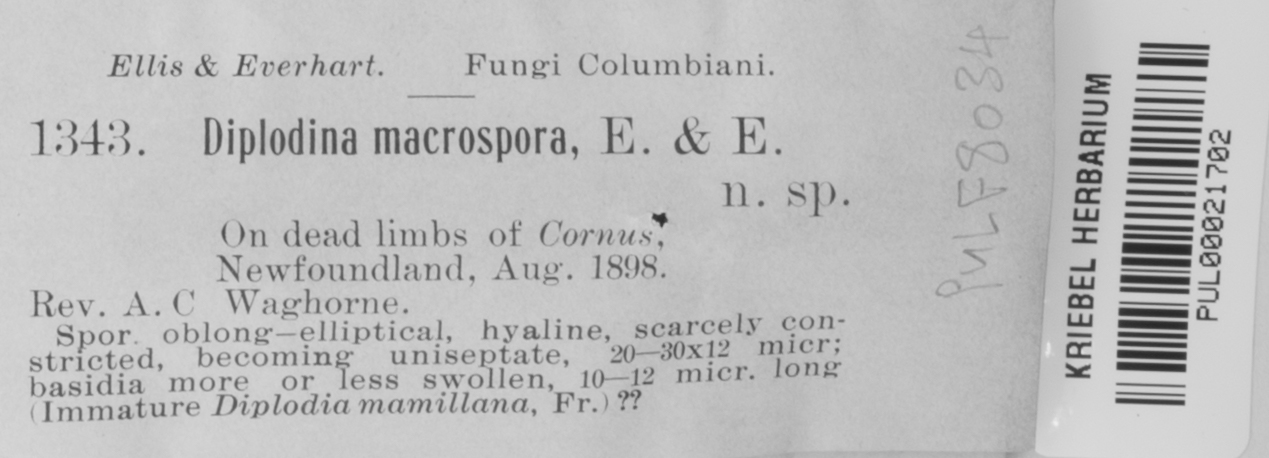 Ellis & Everhart. Fungi Columbiani.
1343. Diplodina macrospora, E. & E.
n. sp.
On dead limbs of Cornus,
Newfoundland, Aug. 1898.
Rev. A. C Waghorne.
Spor. oblong—elliptical, hyaline, scarcely con-
stricted, becoming uniseptate, 20—30x12 micr;
basidia more or less swollen, 10—12 micr. long
(Immature Diplodia mamillana, Fr.) ??
PULF8034
KRIEBEL HERBARIUM
PUL00021702